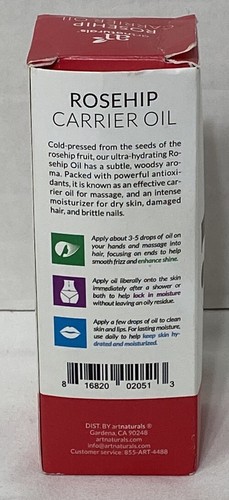 artnaturals
ROSEHIP
CARRIER OIL
ROSEHIP
CARRIER OIL
Cold-pressed from the seeds of the
rosehip fruit, our ultra-hydrating Ro-
sehip Oil has a subtle, woodsy aro-
ma. Packed with powerful antioxi-
dants, it is known as an effective car-
rier oil for massage, and an intense
moisturizer for dry skin, damaged
hair, and brittle nails.
Apply about 3-5 drops of oil on
your hands and massage into
hair, focusing on ends to help
smooth frizz and enhance shine.
Apply oil liberally onto the skin
immediately after a shower or
bath to help lock in moisture
without leaving an oily residue.
Apply a few drops of oil to clean
skin and lips. For lasting moisture,
use daily to help keep skin hy-
drated and moisturized.
8 16820 02051 3
DIST. BY artnaturals ®
Gardena, CA 90248
artnaturals.com
info@artnaturals.com
Customer service: 855-ART-4488